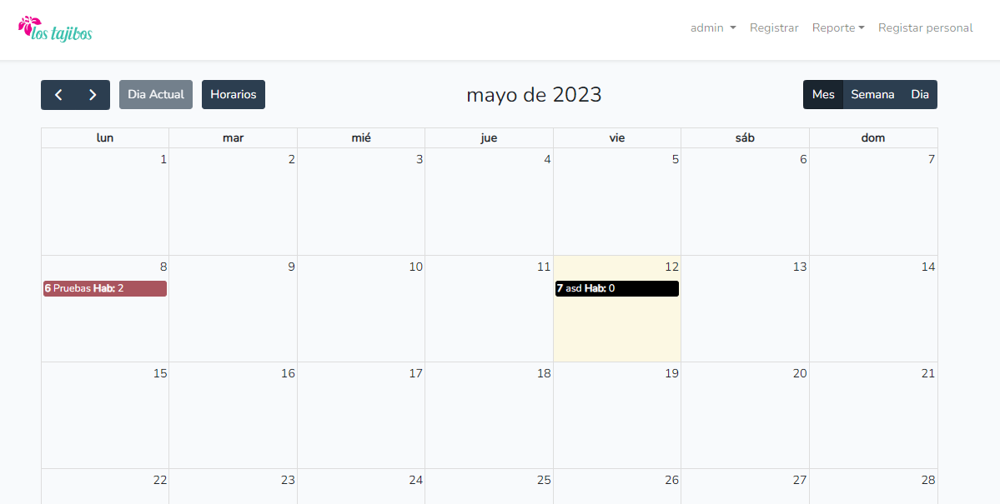 los tajibos
admin Registrar Reporte Registar personal
Dia Actual Horarios mayo de 2023 Mes Semana Dia
lun mar mié jue vie sáb dom
1 2 3 4 5 6 7
8 9 10 11 12 13 14
6 Pruebas Hab: 2 7 asd Hab: 0
15 16 17 18 19 20 21
22 23 24 25 26 27 28